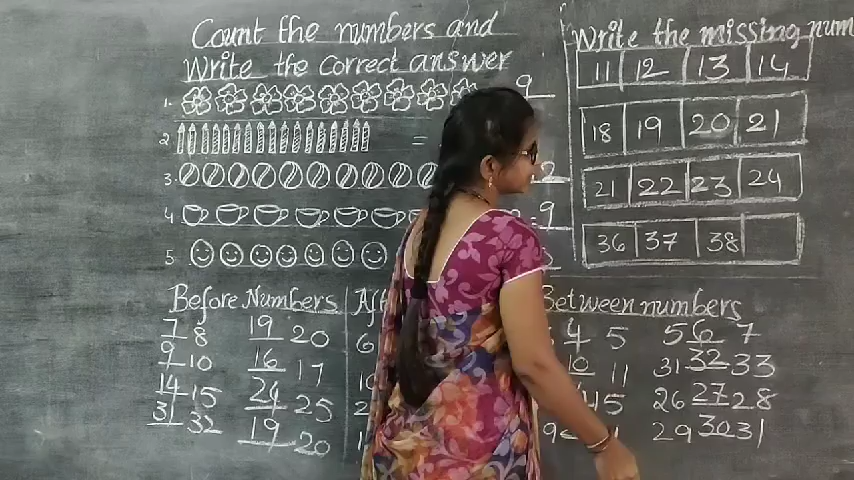 Count the numbers and
Write the correct answer
1. 9
2 =
3.
4 9
5
Write the missing num
11 12 13 14
18 19 20 21
21 22 23 24
36 37 38
Before Numbers
7 8 19 20
9 10 16 17
14 15 24 25
31 32 19 20
Between numbers
4 5 5 6 7
10 11 31 32 33
26 27 28
29 30 31